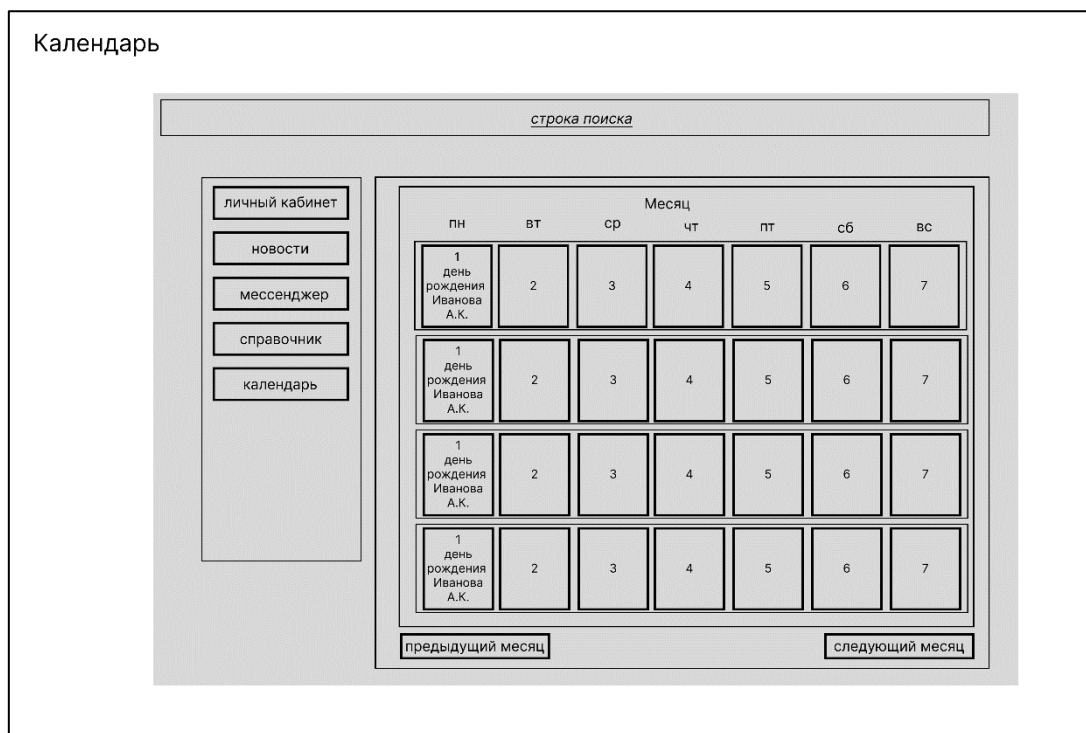 Календарь
строка поиска
личный кабинет
новости
мессенджер
справочник
календарь
Месяц
пн вт ср чт пт сб вс
1
день
рождения
Иванова
А.К.
2 3 4 5 6 7
1
день
рождения
Иванова
А.К.
2 3 4 5 6 7
1
день
рождения
Иванова
А.К.
2 3 4 5 6 7
1
день
рождения
Иванова
А.К.
2 3 4 5 6 7
предыдущий месяц
следующий месяц